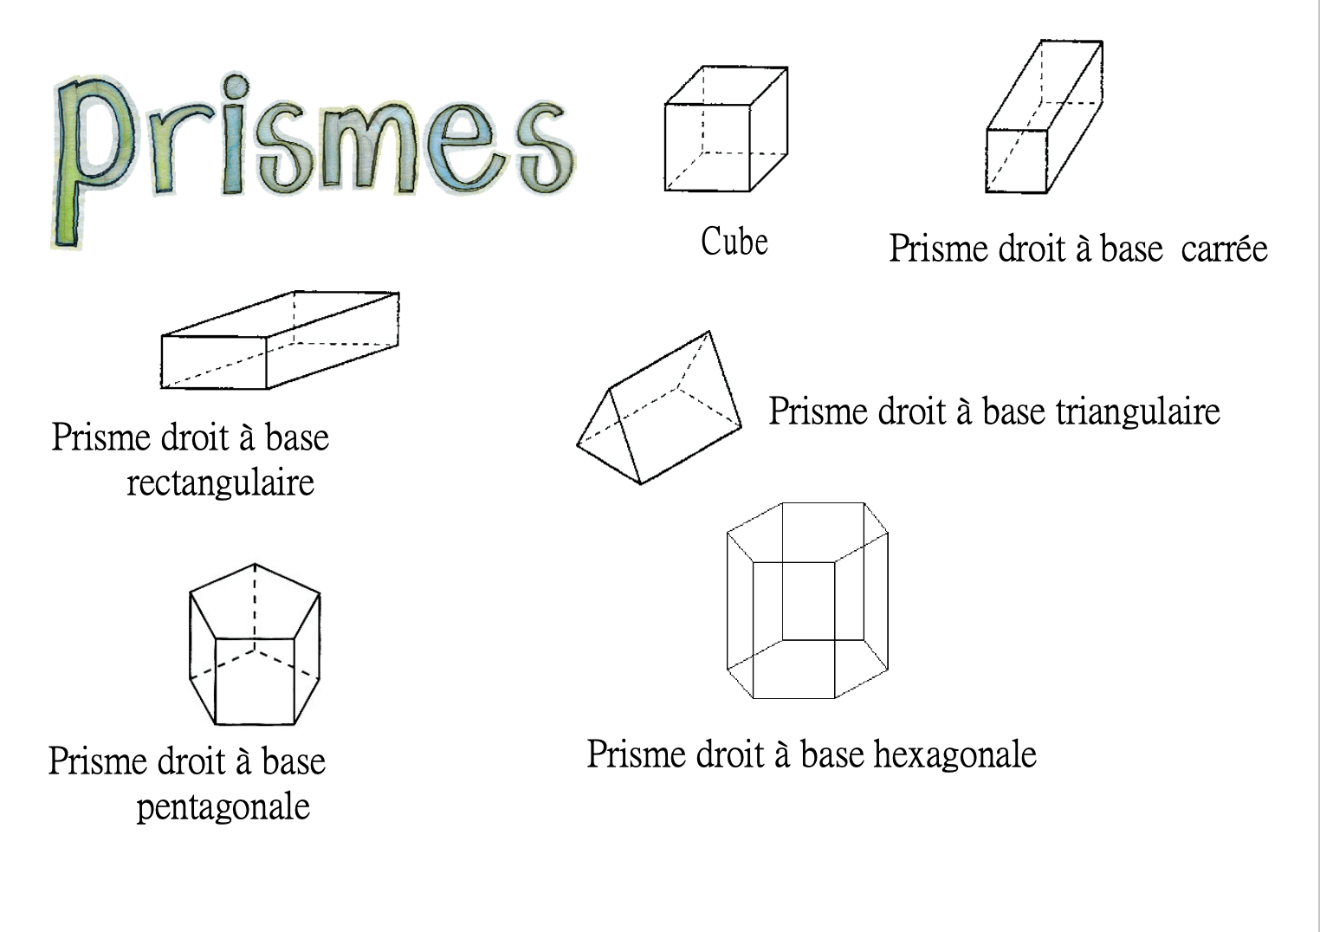 prismes
Cube
Prisme droit à base carrée
Prisme droit à base
rectangulaire
Prisme droit à base triangulaire
Prisme droit à base
pentagonale
Prisme droit à base hexagonale